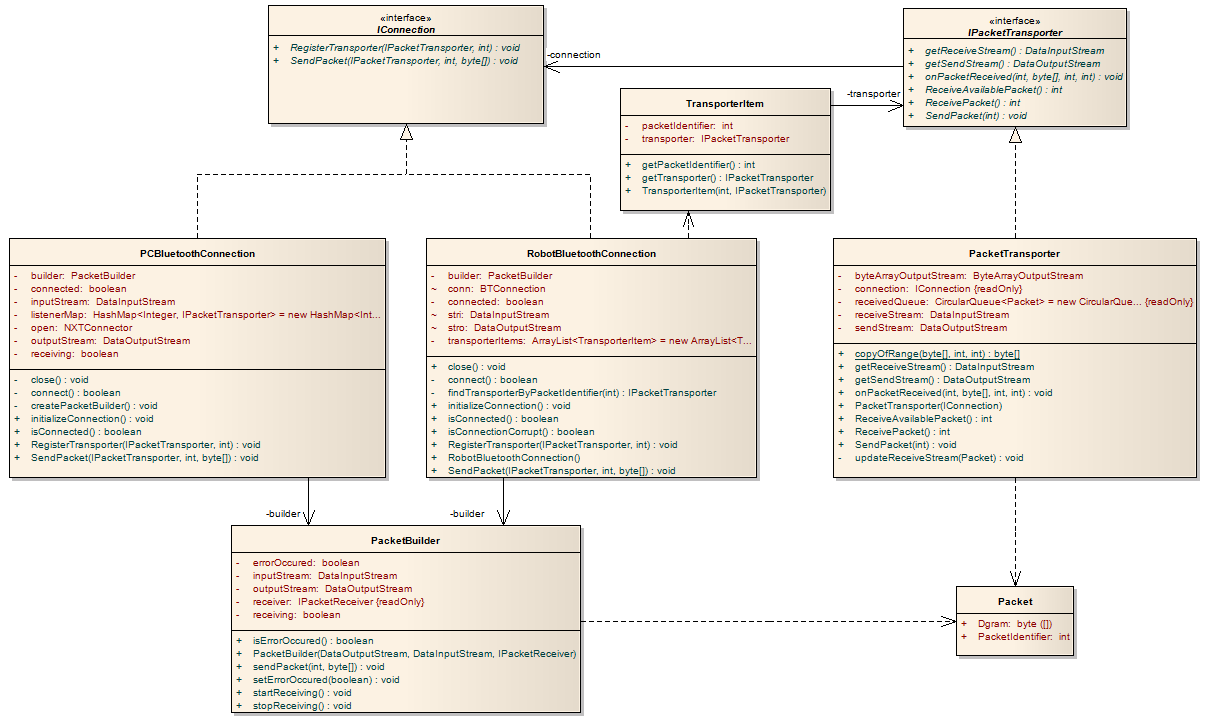 «interface»
IConnection
+ RegisterTransporter(IPacketTransporter, int) : void
+ SendPacket(IPacketTransporter, int, byte[]) : void
-connection
«interface»
IPacketTransporter
+ getReceiveStream() : DataInputStream
+ getSendStream() : DataOutputStream
+ onPacketReceived(int, byte[], int, int) : void
+ ReceiveAvailablePacket() : int
+ ReceivePacket() : int
+ SendPacket(int) : void
-transporter
TransporterItem
- packetIdentifier: int
- transporter: IPacketTransporter
+ getPacketIdentifier() : int
+ getTransporter() : IPacketTransporter
+ TransporterItem(int, IPacketTransporter)
PCBluetoothConnection
- builder: PacketBuilder
- connected: boolean
- inputStream: DataInputStream
- listenerMap: HashMap<Integer, IPacketTransporter> = new HashMap<Int...
- open: NXTConnector
- outputStream: DataOutputStream
- receiving: boolean
- close() : void
- connect() : boolean
- createPacketBuilder() : void
+ initializeConnection() : void
+ isConnected() : boolean
+ RegisterTransporter(IPacketTransporter, int) : void
+ SendPacket(IPacketTransporter, int, byte[]) : void
RobotBluetoothConnection
- builder: PacketBuilder
~ conn: BTConnection
- connected: boolean
~ stri: DataInputStream
~ stro: DataOutputStream
- transporterItems: ArrayList<TransporterItem> = new ArrayList<T...
+ close() : void
- connect() : boolean
- findTransporterByPacketIdentifier(int) : IPacketTransporter
+ initializeConnection() : void
+ isConnected() : boolean
+ isConnectionCorrupt() : boolean
+ RegisterTransporter(IPacketTransporter, int) : void
+ RobotBluetoothConnection()
+ SendPacket(IPacketTransporter, int, byte[]) : void
PacketTransporter
- byteArrayOutputStream: ByteArrayOutputStream
- connection: IConnection {readOnly}
- receivedQueue: CircularQueue<Packet> = new CircularQue... {readOnly}
- receiveStream: DataInputStream
- sendStream: DataOutputStream
+ copyOfRange(byte[], int, int) : byte[]
+ getReceiveStream() : DataInputStream
+ getSendStream() : DataOutputStream
+ onPacketReceived(int, byte[], int, int) : void
+ PacketTransporter(IConnection)
+ ReceiveAvailablePacket() : int
+ ReceivePacket() : int
+ SendPacket(int) : void
- updateReceiveStream(Packet) : void
-builder
-builder
PacketBuilder
- errorOccured: boolean
- inputStream: DataInputStream
- outputStream: DataOutputStream
- receiver: IPacketReceiver {readOnly}
- receiving: boolean
+ isErrorOccured() : boolean
+ PacketBuilder(DataOutputStream, DataInputStream, IPacketReceiver)
+ sendPacket(int, byte[]) : void
+ setErrorOccured(boolean) : void
+ startReceiving() : void
+ stopReceiving() : void
Packet
+ Dgram: byte ([])
+ PacketIdentifier: int